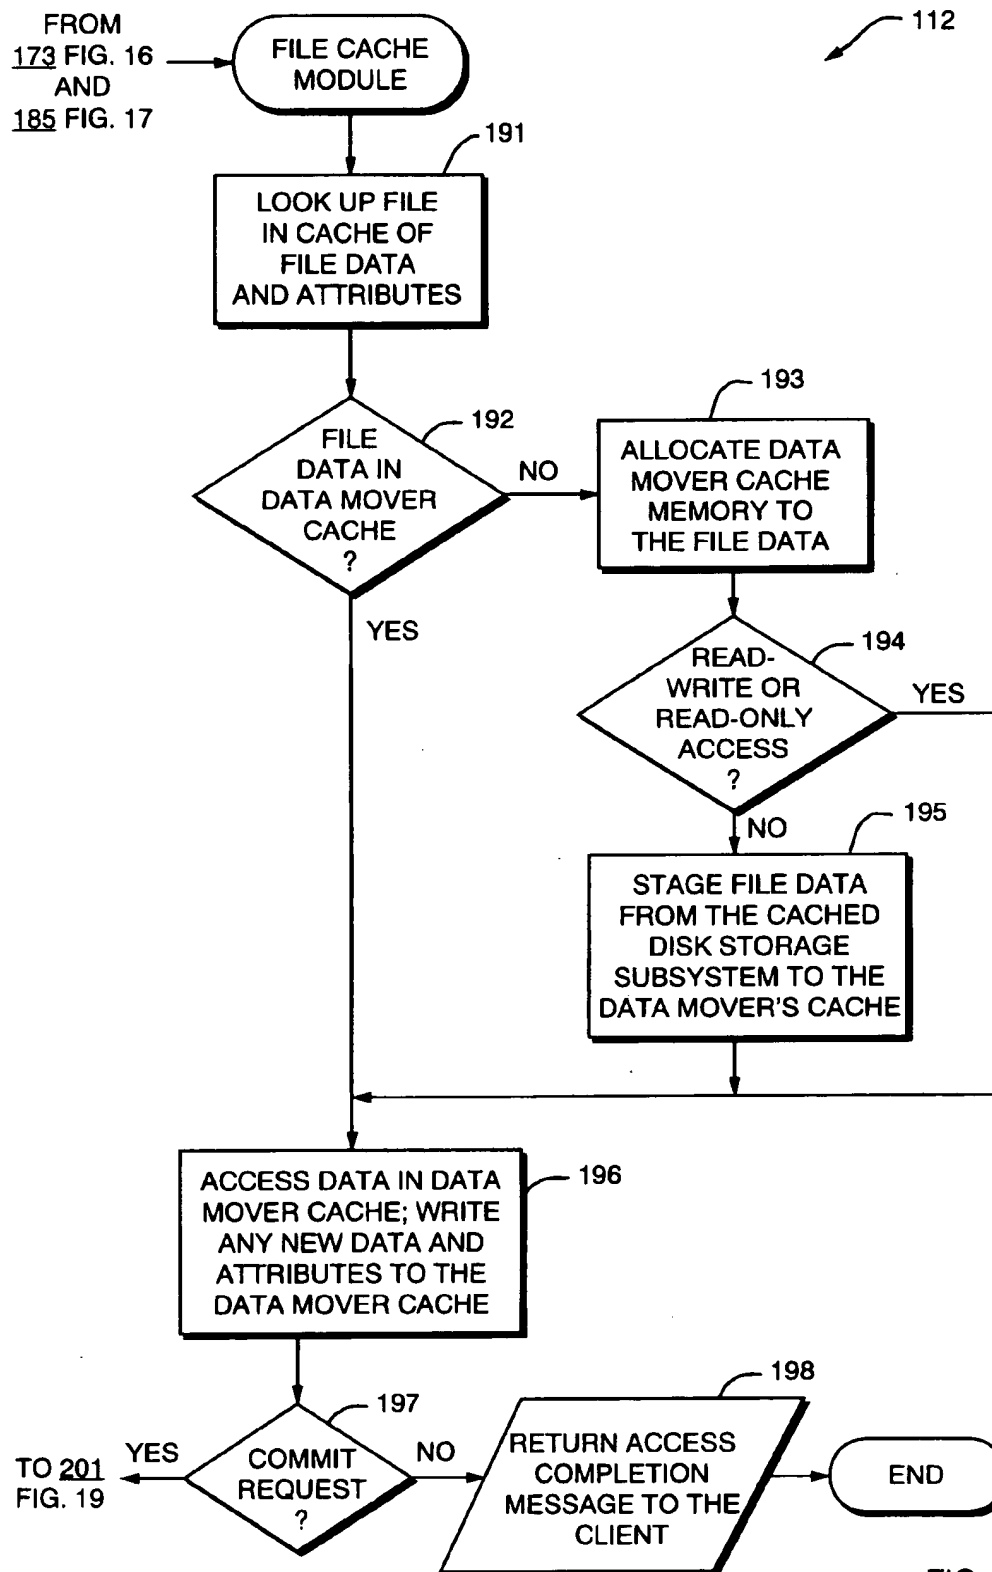 FROM
173 FIG. 16
AND
185 FIG. 17
FILE CACHE
MODULE
112
191
LOOK UP FILE
IN CACHE OF
FILE DATA
AND ATTRIBUTES
192
FILE
DATA IN
DATA MOVER
CACHE
?
NO
YES
193
ALLOCATE DATA
MOVER CACHE
MEMORY TO
THE FILE DATA
194
READ-
WRITE OR
READ-ONLY
ACCESS
?
YES
NO
195
STAGE FILE DATA
FROM THE CACHED
DISK STORAGE
SUBSYSTEM TO THE
DATA MOVER'S CACHE
196
ACCESS DATA IN DATA
MOVER CACHE; WRITE
ANY NEW DATA AND
ATTRIBUTES TO THE
DATA MOVER CACHE
197
COMMIT
REQUEST
?
YES
TO 201
FIG. 19
NO
198
RETURN ACCESS
COMPLETION
MESSAGE TO THE
CLIENT
END